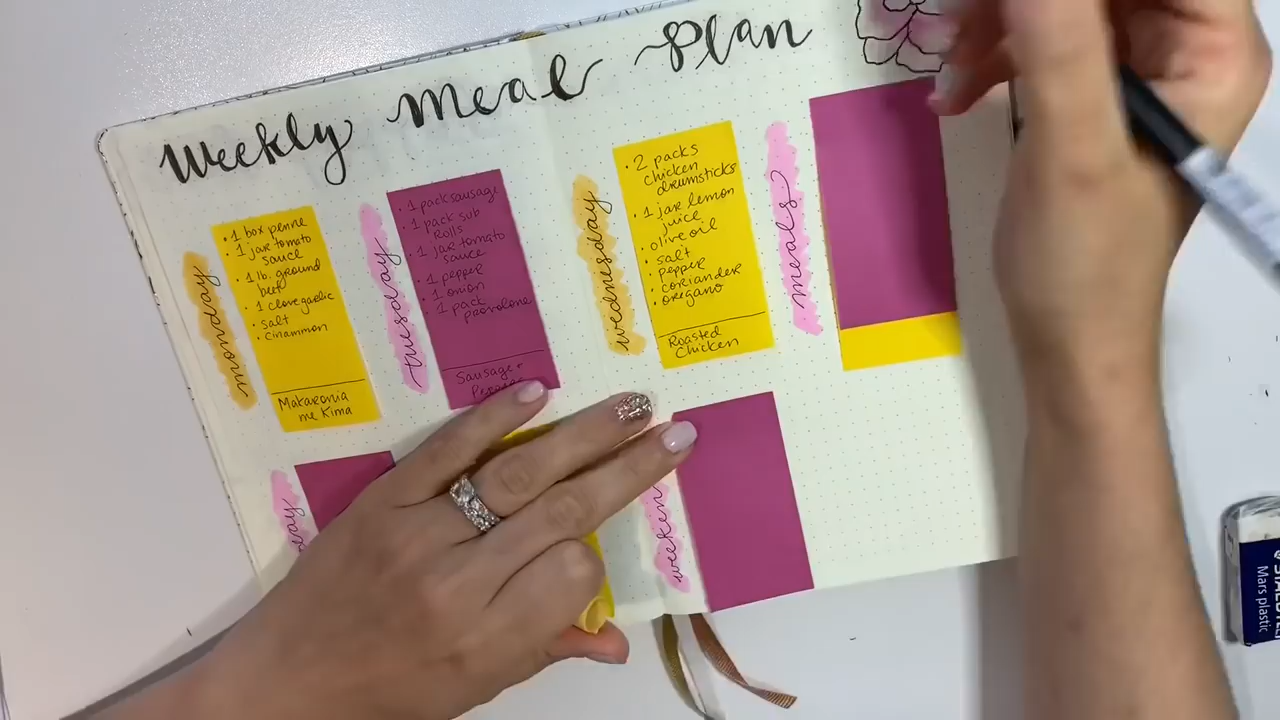 Weekly Meal Plan
monday
• 1 box penne
• 1 jar tomato
sauce
• 1 lb. ground
beef
• 1 clove garlic
• salt
• cinammon
Makaronia
me Kima
tuesday
• 1 pack sausage
• 1 pack sub
rolls
• 1 jar tomato
sauce
• 1 pepper
• 1 onion
• 1 pack
provolone
Sausage +
wednesday
• 2 packs
chicken
drumsticks
• 1 jar lemon
juice
• olive oil
• salt
• pepper
• coriander
• oregano
Roasted
Chicken
meals
day
weeken
Mars plastic